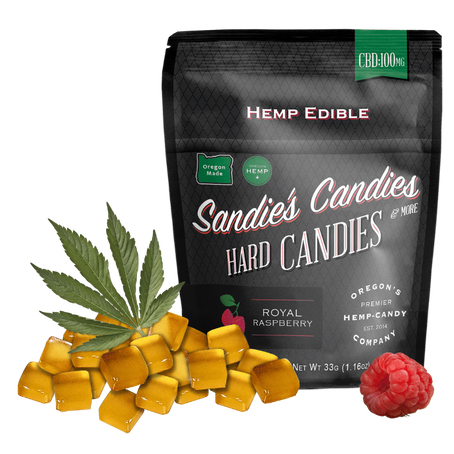 CBD:100MG
HEMP EDIBLE
Oregon
Made
HEMP
Sandie's Candies
& MORE
HARD CANDIES
ROYAL
RASPBERRY
OREGON'S
PREMIER
HEMP-CANDY
EST. 2014
COMPANY
NET WT 33G (1.16oz)